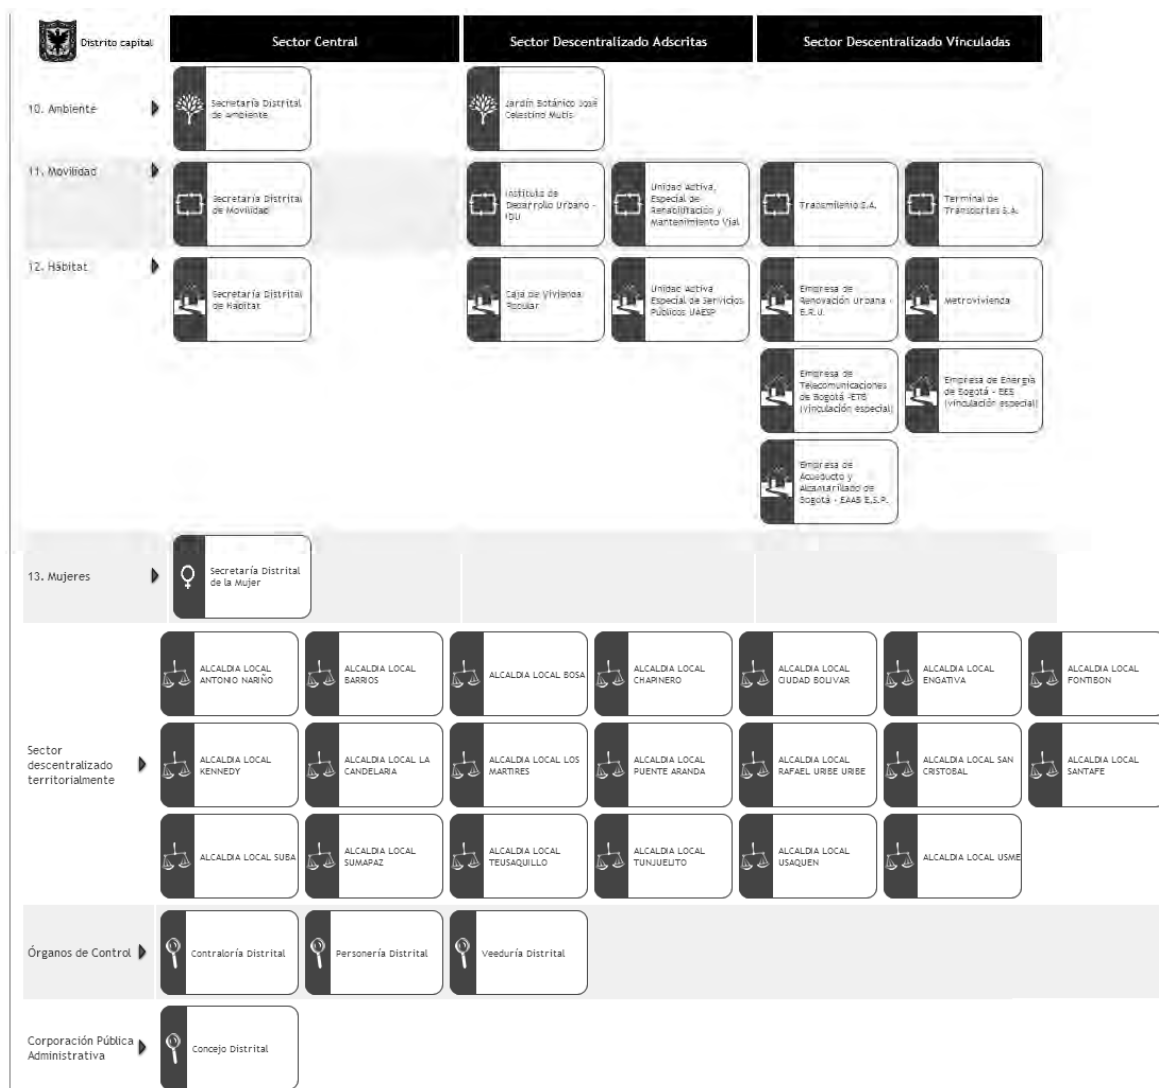 Distrito capital
Sector Central
Sector Descentralizado Adscritas
Sector Descentralizado Vinculadas
10. Ambiente
Secretaría Distrital
de Ambiente
Jardín Botánico José
Celestino Mutis
11. Movilidad
Secretaría Distrital
de Movilidad
Instituto de
Desarrollo Urbano -
IDU
Unidad Activa,
Especial de
Rehabilitación y
Mantenimiento Vial
Transmilenio S.A.
Terminal de
Transportes S.A.
12. Hábitat
Secretaría Distrital
de Hábitat
Caja de Vivienda
Popular
Unidad Activa
Especial de Servicios
Públicos UAESP
Empresa de
Renovación Urbana -
E.R.U.
Metrovivienda
Empresa de
Telecomunicaciones
de Bogotá -ETB
(vinculación especial)
Empresa de Energía
de Bogotá -
(vinculación especial)
Empresa de
Acueducto y
Alcantarillado de
Bogotá - EAAB E.S.P.
13. Mujeres
Secretaría Distrital
de la Mujer
Sector
descentralizado
territorialmente
ALCALDIA LOCAL
ANTONIO NARIÑO
ALCALDIA LOCAL
BARRIOS
ALCALDIA LOCAL BOSA
ALCALDIA LOCAL
CHAPINERO
ALCALDIA LOCAL
CIUDAD BOLIVAR
ALCALDIA LOCAL
ENGATIVA
ALCALDIA LOCAL
FONTIBON
ALCALDIA LOCAL
KENNEDY
ALCALDIA LOCAL LA
CANDELARIA
ALCALDIA LOCAL LOS
MARTIRES
ALCALDIA LOCAL
PUENTE ARANDA
ALCALDIA LOCAL
RAFAEL URIBE URIBE
ALCALDIA LOCAL SAN
CRISTOBAL
ALCALDIA LOCAL
SANTAFE
ALCALDIA LOCAL SUBA
ALCALDIA LOCAL
SUMAPAZ
ALCALDIA LOCAL
TEUSAQUILLO
ALCALDIA LOCAL
TUNJUELITO
ALCALDIA LOCAL
USAQUEN
ALCALDIA LOCAL USME
Órganos de Control
Contraloría Distrital
Personería Distrital
Veeduría Distrital
Corporación Pública
Administrativa
Concejo Distrital